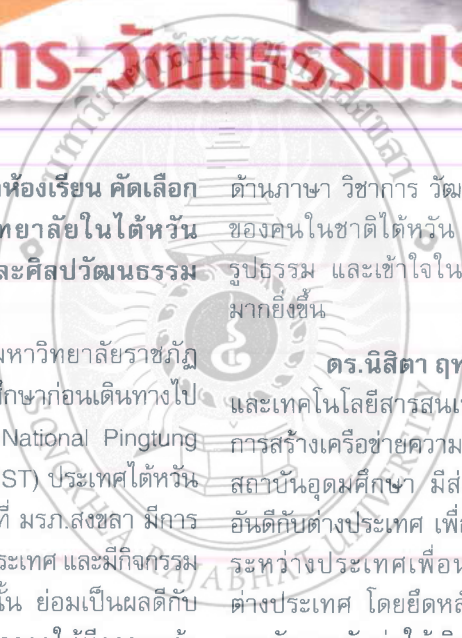 การ-วัฒนธรรมปร
ห้องเรียน คัดเลือก
ทยาลัยในไต้หวัน
ละศิลปวัฒนธรรม
มหาวิทยาลัยราชภัฏ
ศึกษาก่อนเดินทางไป
National Pingtung
ST) ประเทศไต้หวัน
ที่ มรภ.สงขลา มีการ
ระเทศ และมีกิจกรรม
นั้น ย่อมเป็นผลดีกับ
ด้านภาษา วิชาการ วัฒ
ของคนในชาติไต้หวัน
รูปธรรม และเข้าใจใน
มากยิ่งขึ้น
ดร.นิสิตา ฤท
และเทคโนโลยีสารสนเท
การสร้างเครือข่ายความ
สถาบันอุดมศึกษา มีส่
อันดีกับต่างประเทศ เพื่
ระหว่างประเทศเพื่อน
ต่างประเทศ โดยยึดหลั
SONGKHLA RAJABHAT UNIVERSITY